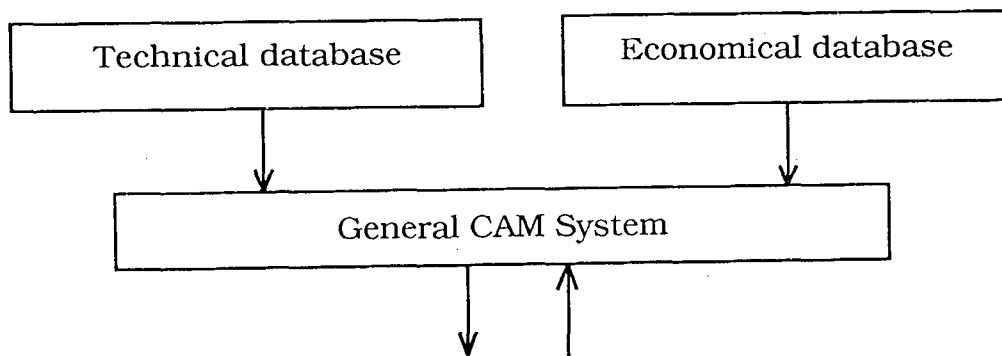 Technical database
Economical database
General CAM System